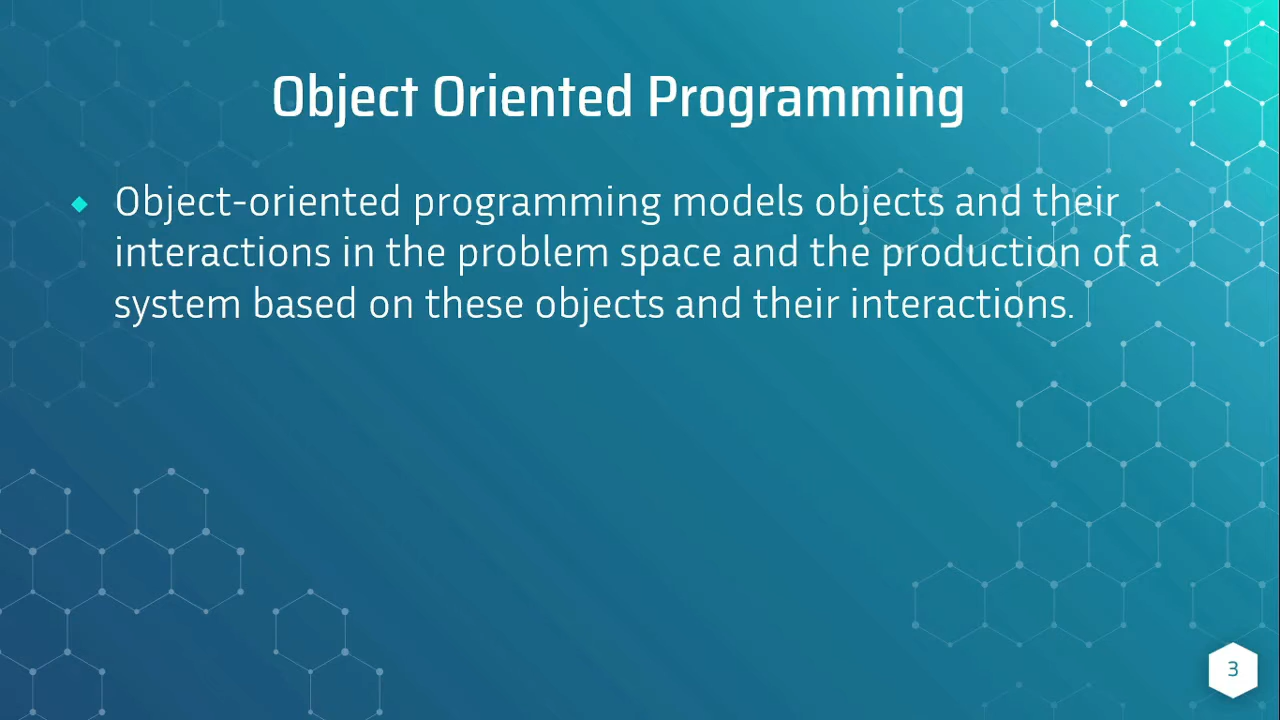 Object Oriented Programming
Object-oriented programming models objects and their
interactions in the problem space and the production of a
system based on these objects and their interactions.
3